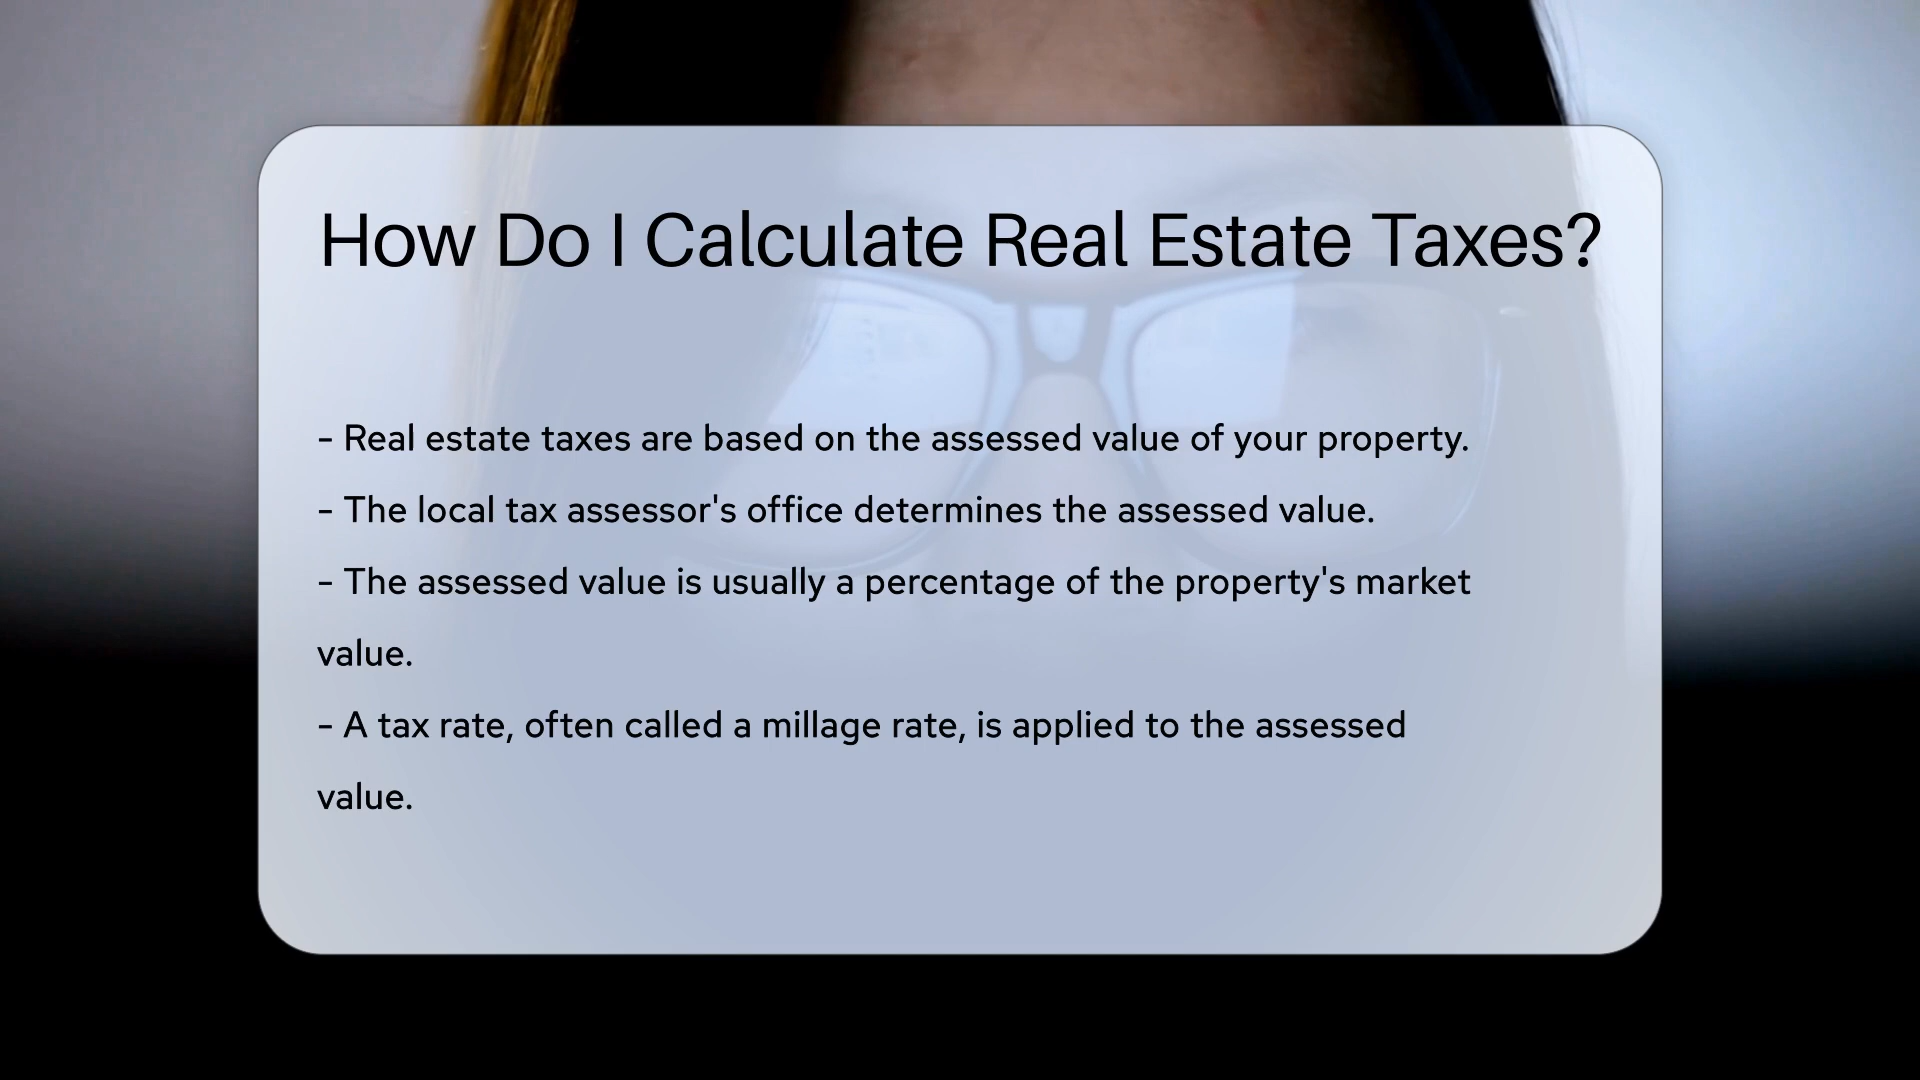 How Do I Calculate Real Estate Taxes?
- Real estate taxes are based on the assessed value of your property.
- The local tax assessor's office determines the assessed value.
- The assessed value is usually a percentage of the property's market
value.
- A tax rate, often called a millage rate, is applied to the assessed
value.